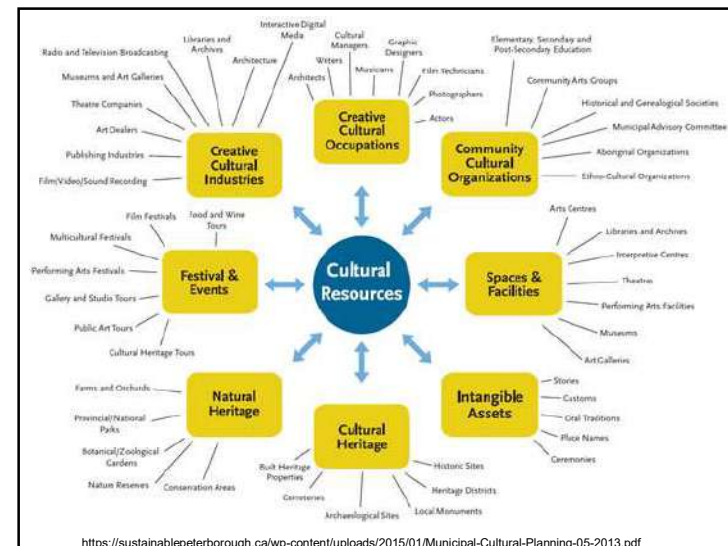 Interactive Digital
Media
Libraries and
Archives
Radio and Television Broadcasting
Architecture
Museums and Art Galleries
Theatre Companies
Art Dealers
Publishing Industries
Film/Video/Sound Recording
Creative
Cultural
Industries
Cultural
Managers
Graphic
Designers
Writers
Musicians
Film Technicians
Architects
Photographers
Actors
Creative
Cultural
Occupations
Elementary, Secondary and
Post-Secondary Education
Community Arts Groups
Historical and Genealogical Societies
Municipal Advisory Committee
Aboriginal Organizations
Ethno-Cultural Organizations
Community
Cultural
Organizations
Film Festivals
Food and Wine
Tours
Multicultural Festivals
Performing Arts Festivals
Gallery and Studio Tours
Public Art Tours
Cultural Heritage Tours
Festival &
Events
Cultural
Resources
Spaces &
Facilities
Arts Centres
Libraries and Archives
Interpretive Centres
Theatres
Performing Arts Facilities
Museums
Art Galleries
Farms and Orchards
Provincial/National
Parks
Botanical/Zoological
Gardens
Nature Reserves
Conservation Areas
Natural
Heritage
Cultural
Heritage
Built Heritage
Properties
Cemeteries
Archaeological Sites
Local Monuments
Heritage Districts
Historic Sites
Intangible
Assets
Stories
Customs
Oral Traditions
Place Names
Ceremonies
https://sustainablepeterborough.ca/wp-content/uploads/2015/01/Municipal-Cultural-Planning-05-2013.pdf